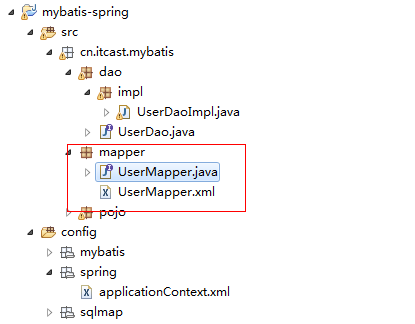 mybatis-spring
src
cn.itcast.mybatis
dao
impl
UserDaoImpl.java
UserDao.java
mapper
UserMapper.java
UserMapper.xml
pojo
config
mybatis
spring
applicationContext.xml
sqlmap